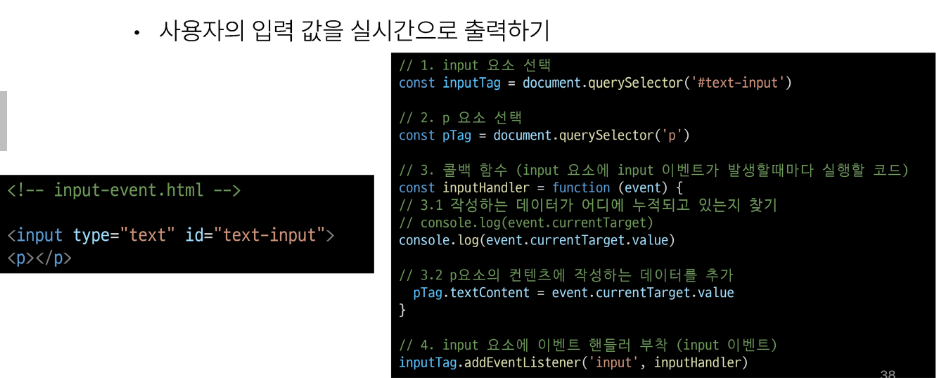 • 사용자의 입력 값을 실시간으로 출력하기
<!-- input-event.html -->
<input type="text" id="text-input">
<p></p>
// 1. input 요소 선택
const inputTag = document.querySelector('#text-input')
// 2. p 요소 선택
const pTag = document.querySelector('p')
// 3. 콜백 함수 (input 요소에 input 이벤트가 발생할때마다 실행할 코드)
const inputHandler = function (event) {
// 3.1 작성하는 데이터가 어디에 누적되고 있는지 찾기
// console.log(event.currentTarget)
console.log(event.currentTarget.value)
// 3.2 p요소의 컨텐츠에 작성하는 데이터를 추가
pTag.textContent = event.currentTarget.value
}
// 4. input 요소에 이벤트 핸들러 부착 (input 이벤트)
inputTag.addEventListener('input', inputHandler)
38